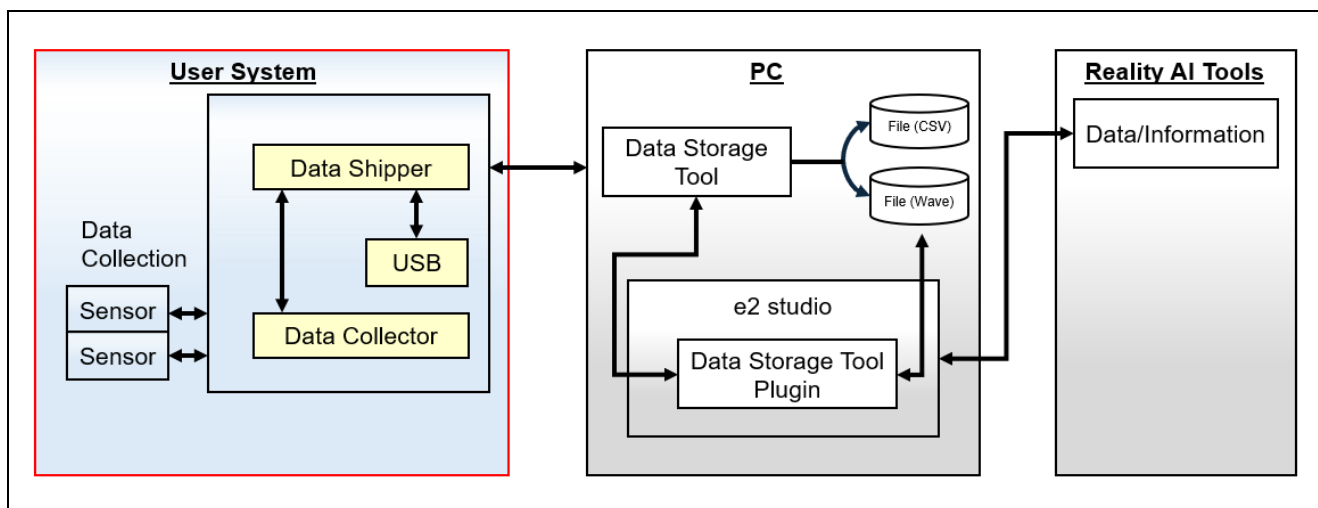 User System
Data Shipper
USB
Data Collector
Data
Collection
Sensor
Sensor
PC
Data Storage
Tool
File (CSV)
File (Wave)
e2 studio
Data Storage Tool
Plugin
Reality AI Tools
Data/Information